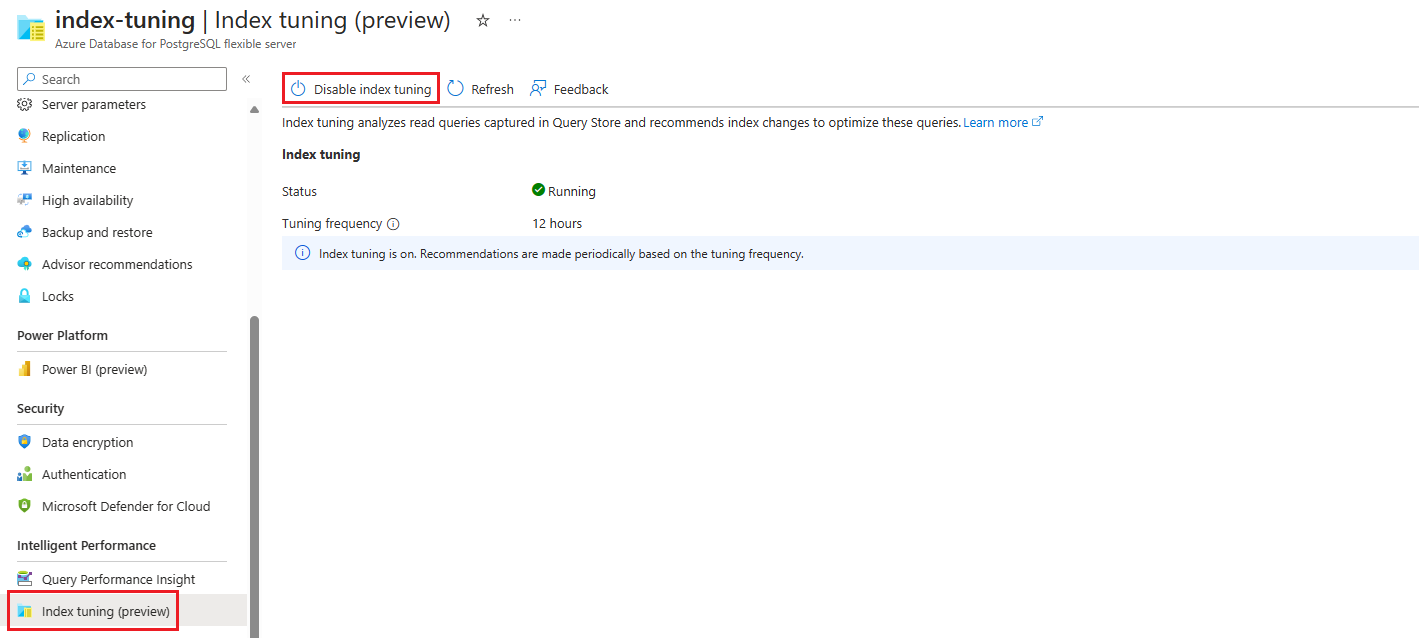 index-tuning | Index tuning (preview)
Azure Database for PostgreSQL flexible server
Search
Server parameters
Replication
Maintenance
High availability
Backup and restore
Advisor recommendations
Locks
Power Platform
Power BI (preview)
Security
Data encryption
Authentication
Microsoft Defender for Cloud
Intelligent Performance
Query Performance Insight
Index tuning (preview)
Disable index tuning Refresh Feedback
Index tuning analyzes read queries captured in Query Store and recommends index changes to optimize these queries. Learn more
Index tuning
Status Running
Tuning frequency 12 hours
Index tuning is on. Recommendations are made periodically based on the tuning frequency.